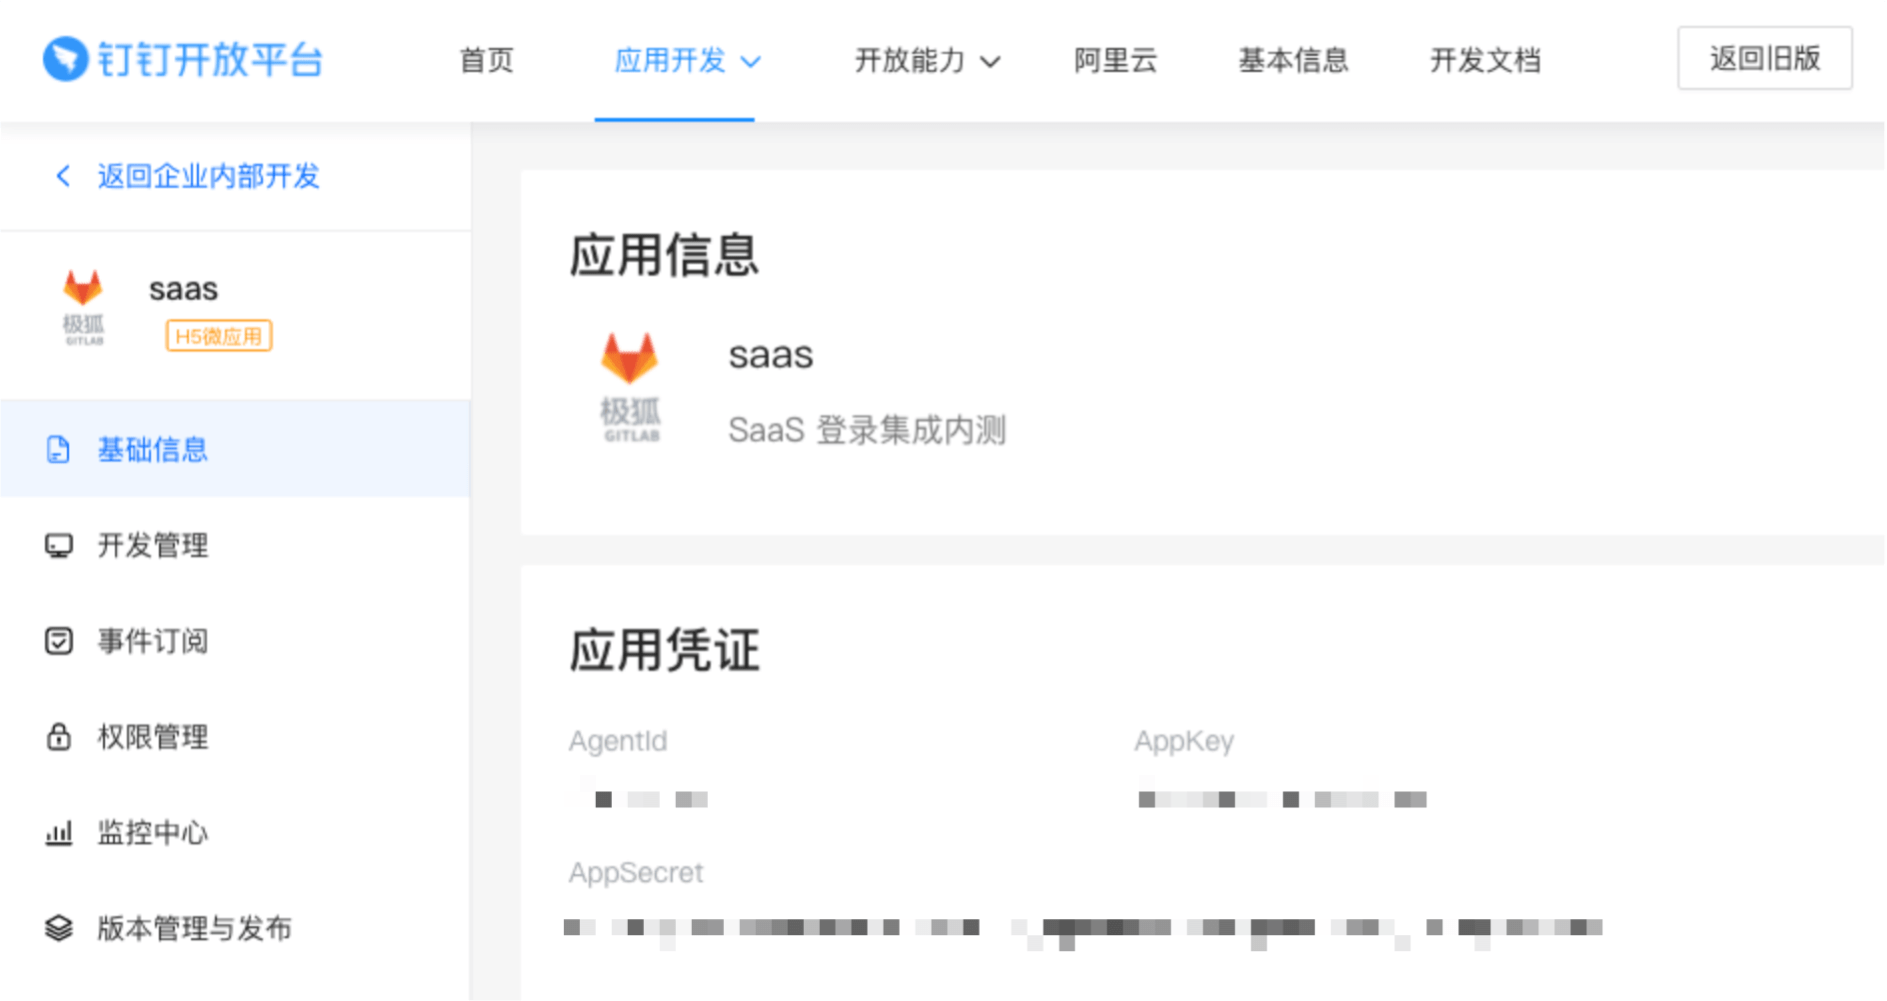 钉钉开放平台
首页
应用开发
开放能力
阿里云
基本信息
开发文档
返回旧版
返回企业内部开发
saas
极狐
GITLAB
H5微应用
基础信息
开发管理
事件订阅
权限管理
监控中心
版本管理与发布
应用信息
saas
极狐
GITLAB
SaaS 登录集成内测
应用凭证
AgentId
AppKey
AppSecret